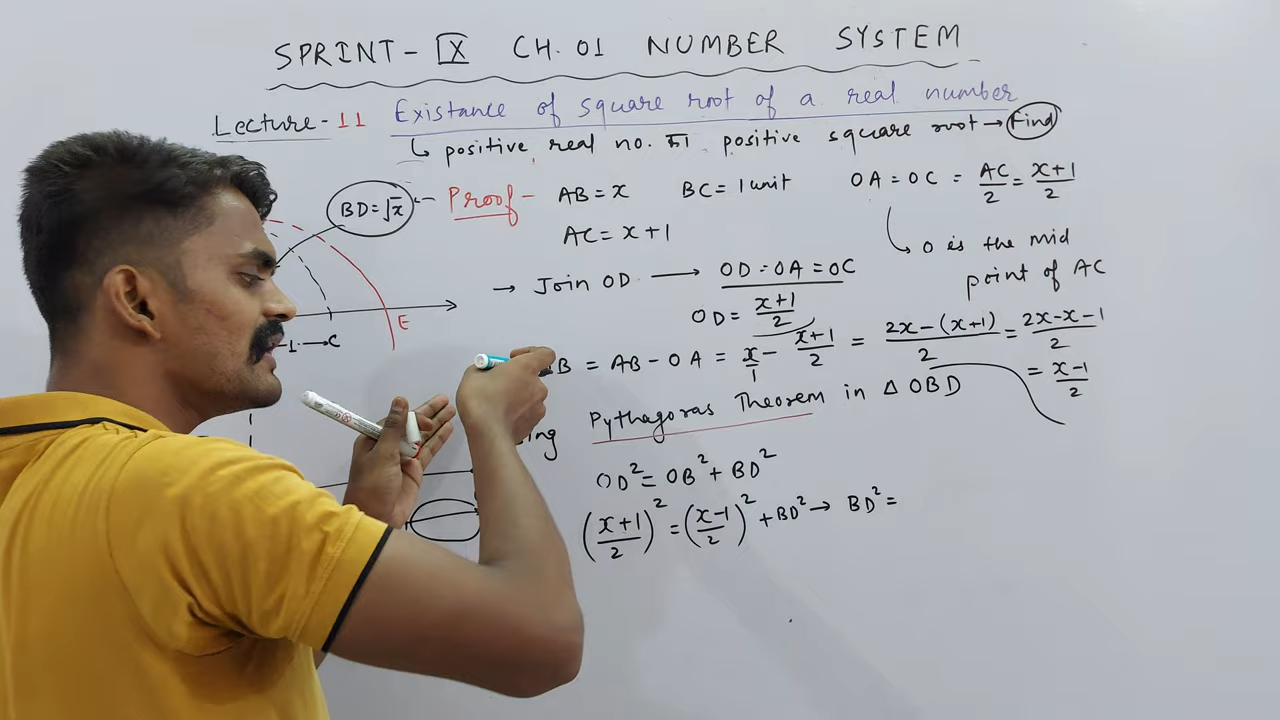 SPRINT - IX CH. 01 NUMBER SYSTEM
Lecture - 11 Existance of square root of a real number
↳ positive real no. का positive square root → Find
BD = √x ← Proof - AB = x BC = 1 unit OA = OC = AC/2 = x+1/2
AC = x + 1
↳ O is the mid point of AC
→ Join OD → OD = OA = OC
OD = x+1/2
B = AB - OA = x/1 - x+1/2 = 2x-(x+1)/2 = 2x-x-1/2
= x-1/2
E
1 → C
Pythagoras Theorem in △ OBD
OD² = OB² + BD²
(x+1/2)² = (x-1/2)² + BD² → BD² =